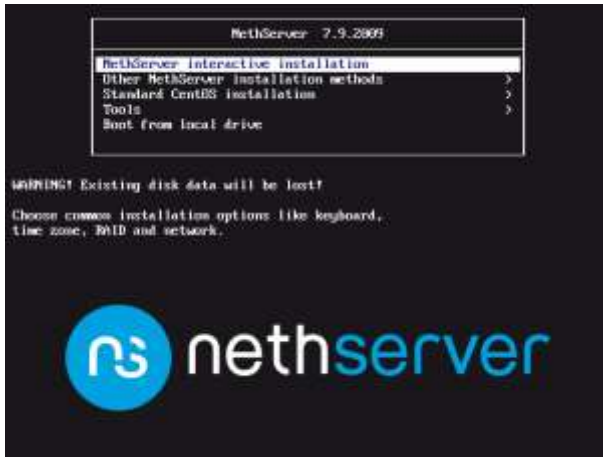 NethServer 7.9.2009
NethServer interactive installation
Other NethServer installation methods >
Standard CentOS installation >
Tools >
Boot from local drive
WARNING! Existing disk data will be lost!
Choose common installation options like keyboard,
time zone, RAID and network.
ns nethserver